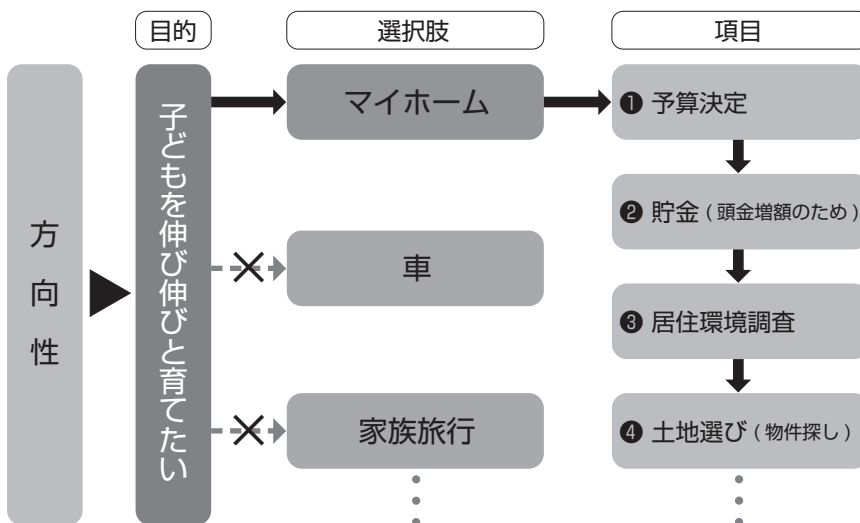 目的
選択肢
項目
方向性
子どもを伸び伸びと育てたい
マイホーム
車
家族旅行
❶ 予算決定
❷ 貯金 ( 頭金増額のため )
❸ 居住環境調査
❹ 土地選び ( 物件探し )